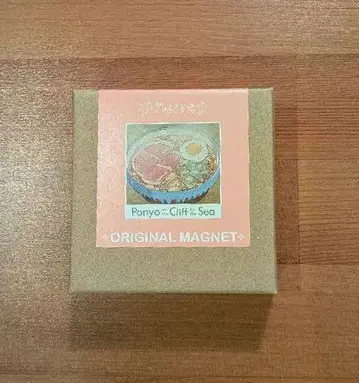 Ponyo on the Cliff by the Sea
ORIGINAL MAGNET